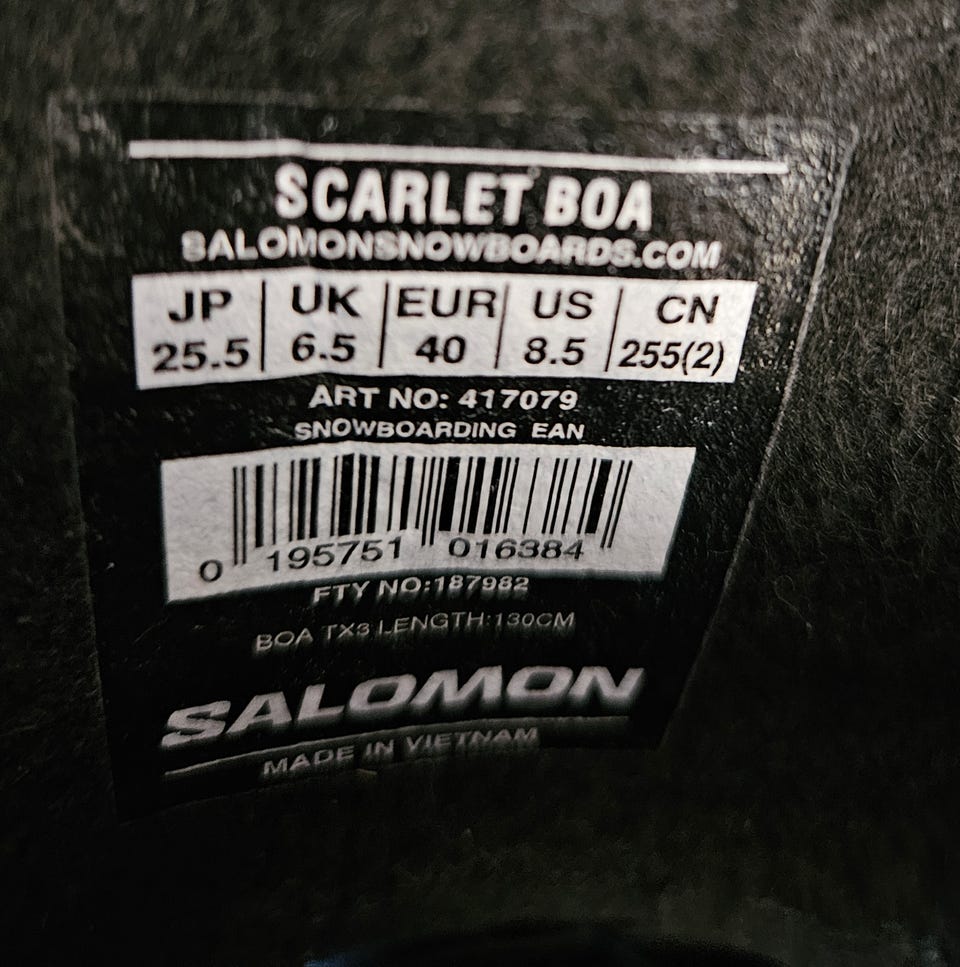 SCARLET BOA
SALOMONSNOWBOARDS.COM
JP UK EUR US CN
25.5 6.5 40 8.5 255(2)
ART NO: 417079
SNOWBOARDING EAN
0 195751 016384
FTY NO:187982
BOA TX3 LENGTH:130CM
SALOMON
MADE IN VIETNAM